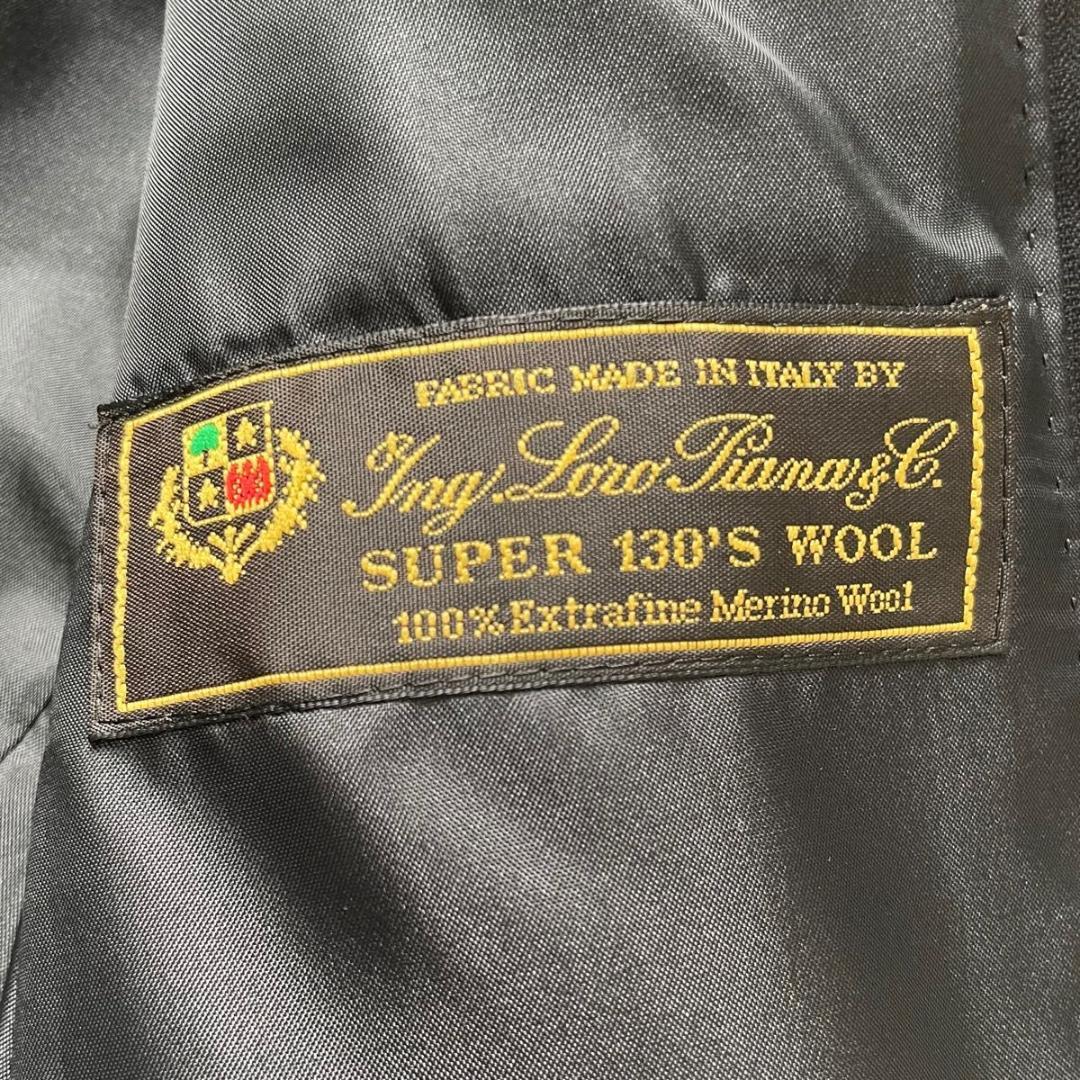 FABRIC MADE IN ITALY BY
Ing. Loro Piana & C.
SUPER 130'S WOOL
100% Extrafine Merino Wool